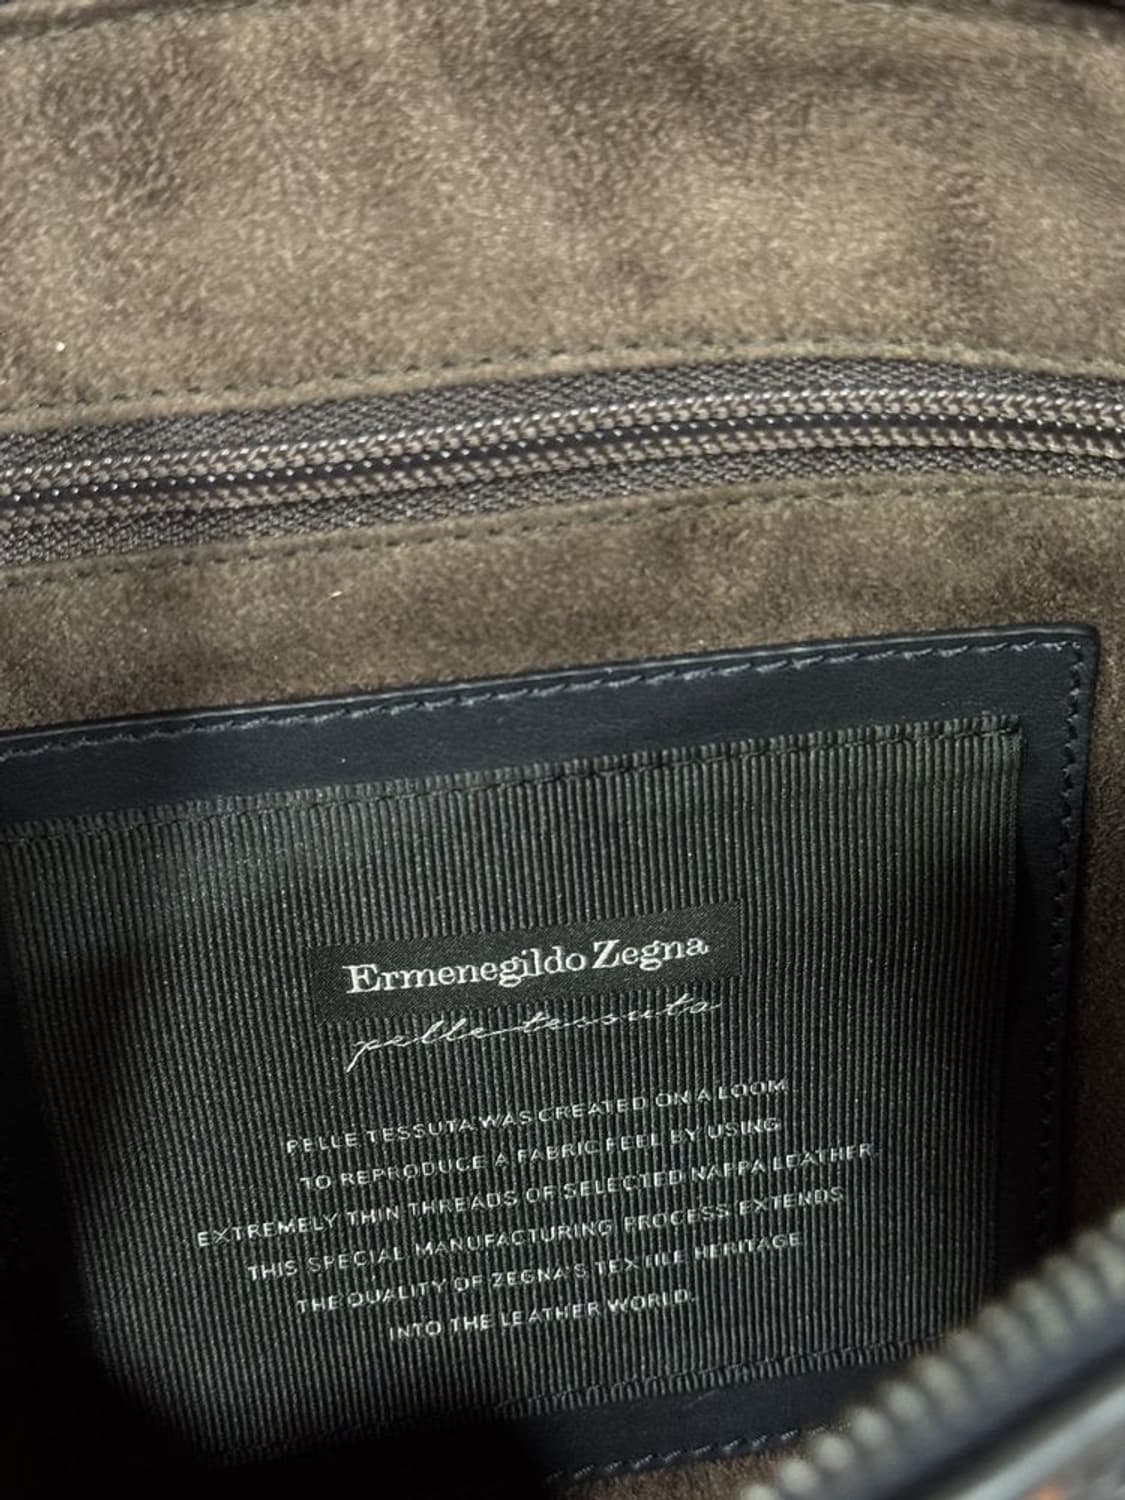 Ermenegildo Zegna
pelle tessuta
PELLE TESSUTA WAS CREATED ON A LOOM
TO REPRODUCE A FABRIC FEEL BY USING
EXTREMELY THIN THREADS OF SELECTED NAPPA LEATHER.
THIS SPECIAL MANUFACTURING PROCESS EXTENDS
THE QUALITY OF ZEGNA'S TEXTILE HERITAGE
INTO THE LEATHER WORLD.